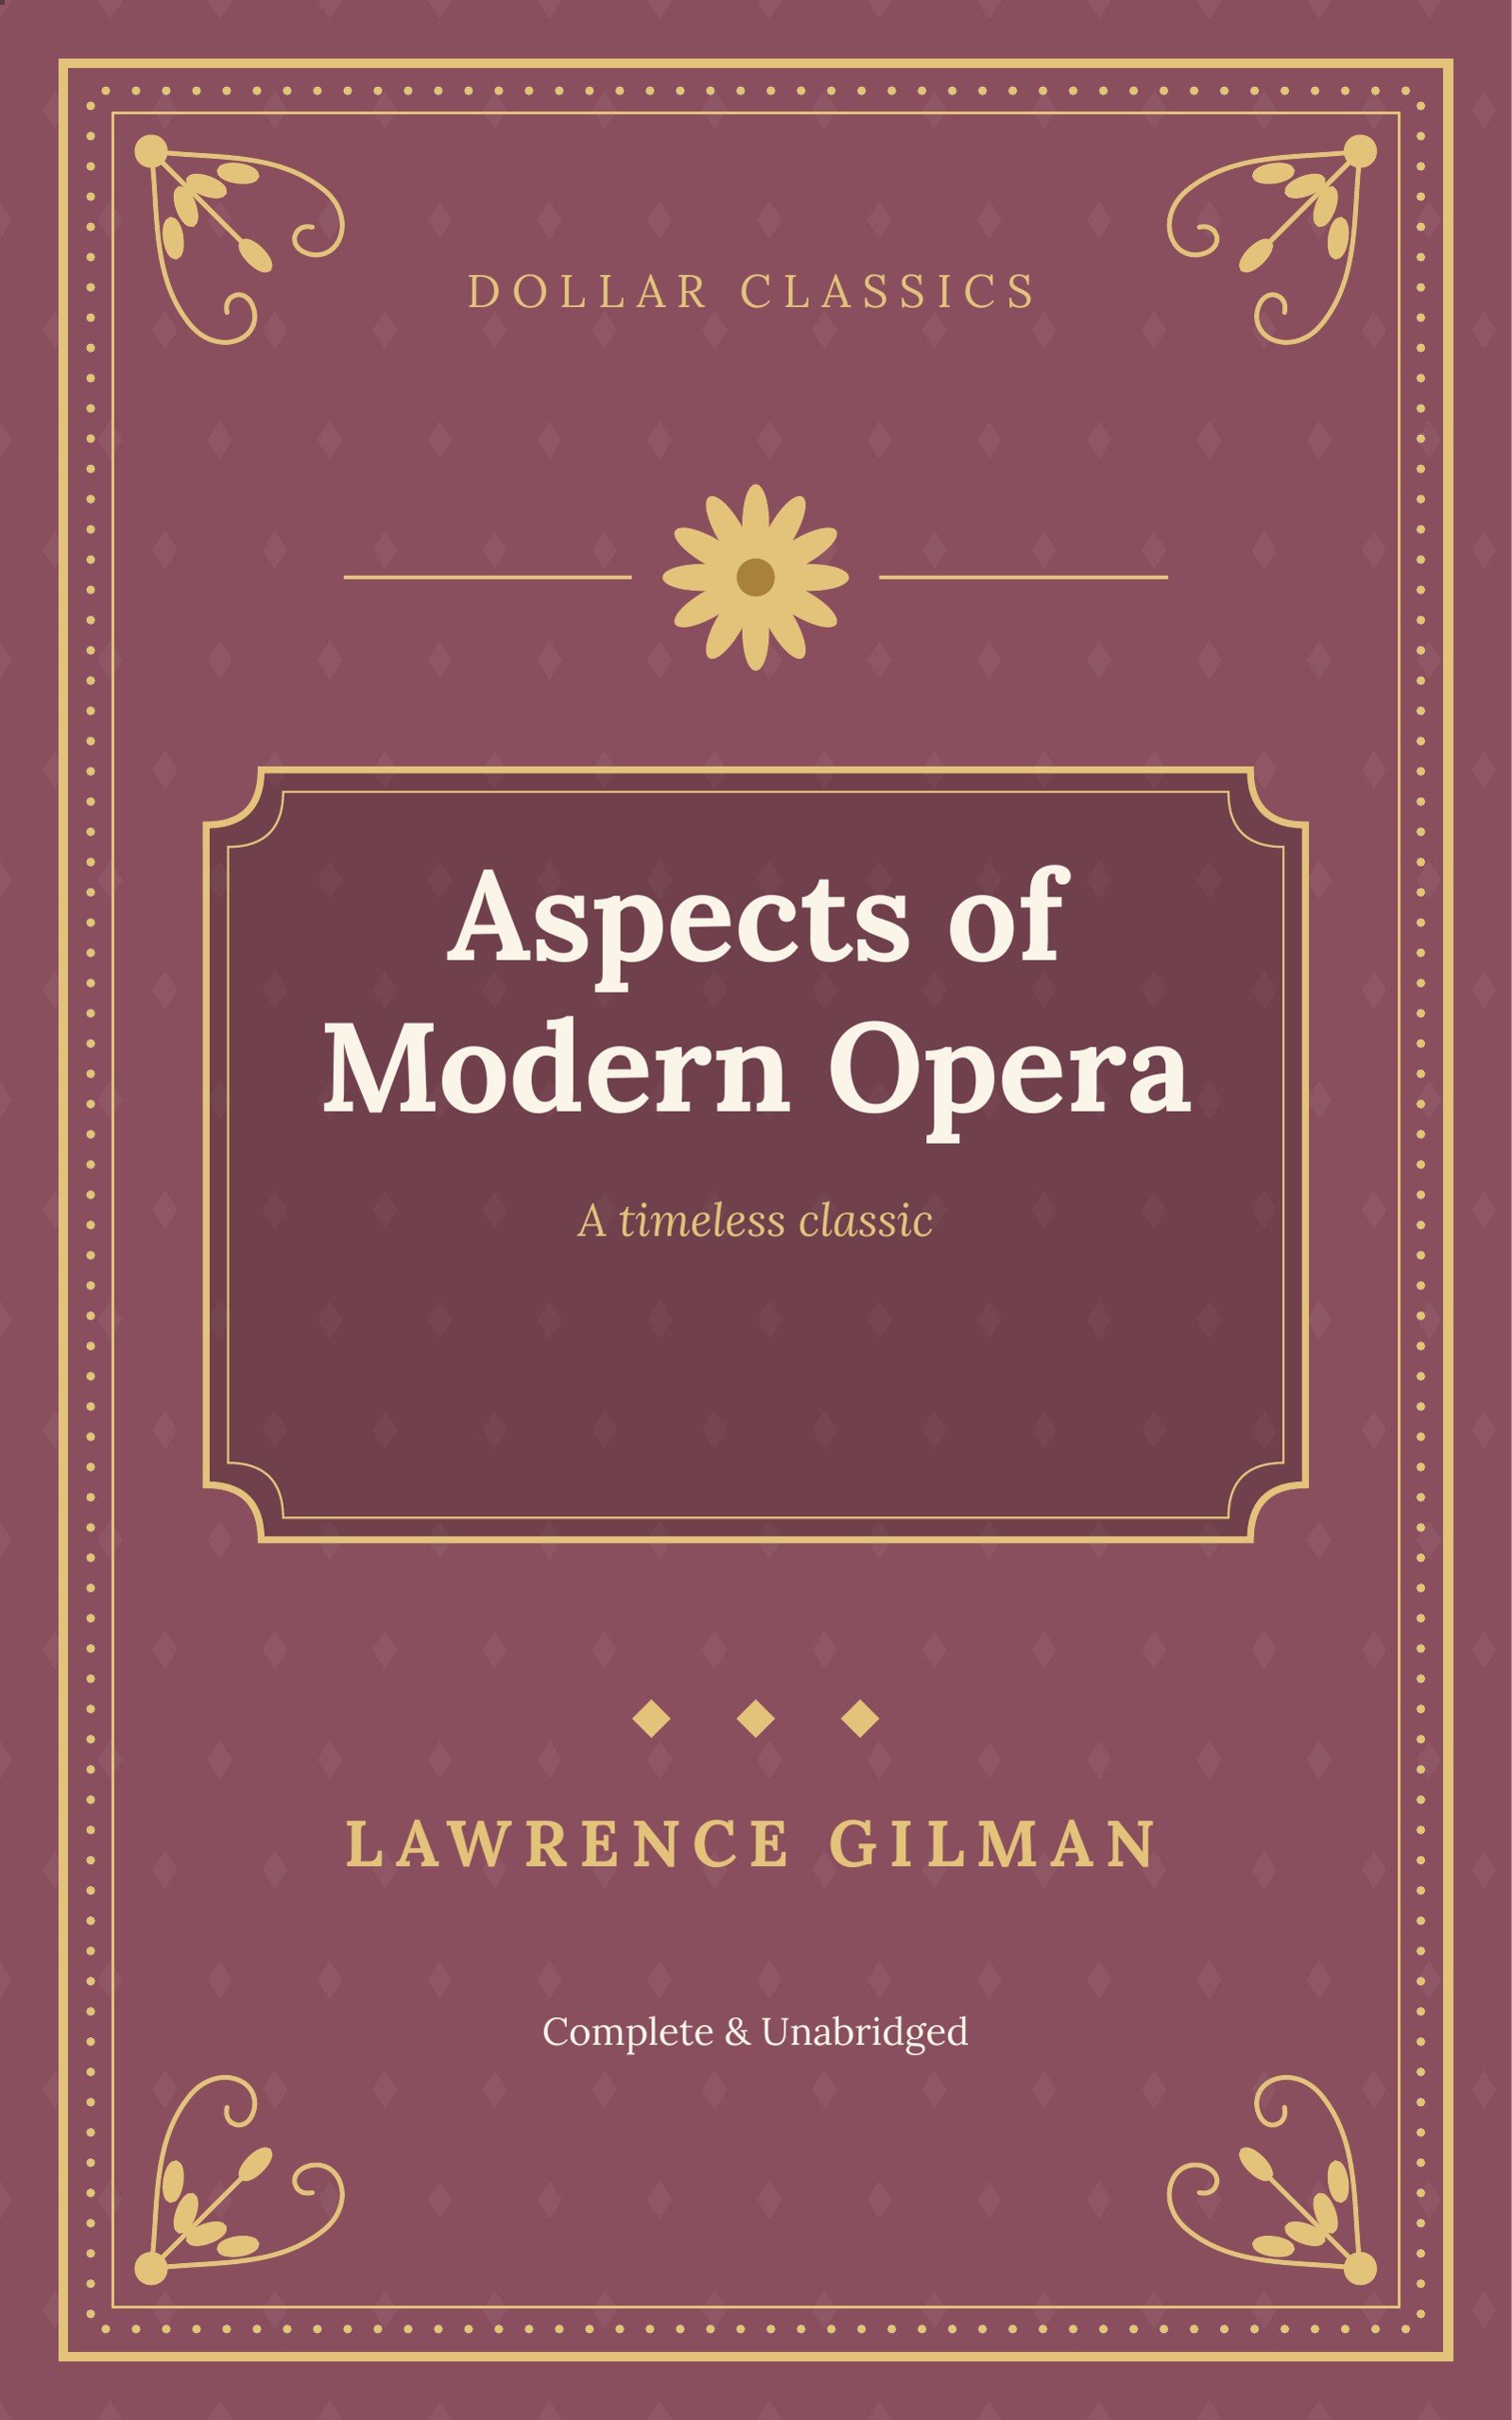 DOLLAR CLASSICS
Aspects of
Modern Opera
A timeless classic
LAWRENCE GILMAN
Complete & Unabridged